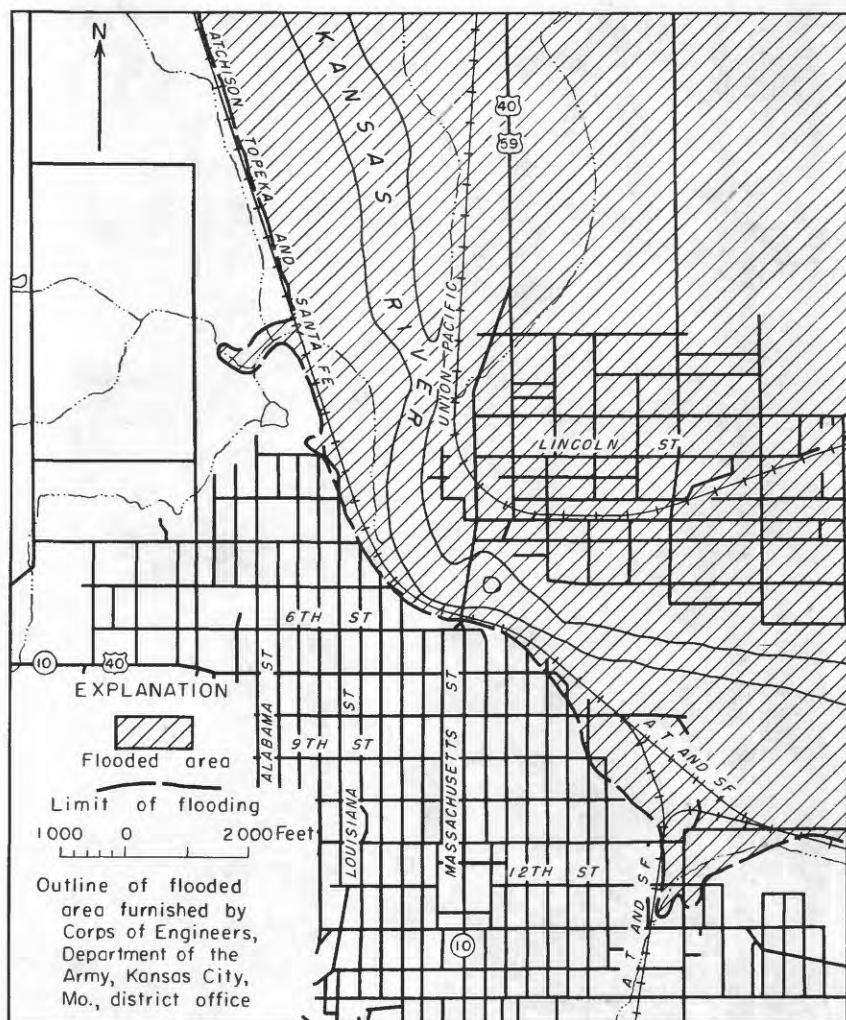 N
ATCHISON TOPEKA AND SANTA FE
KANSAS RIVER
40
59
UNION PACIFIC
LINCOLN ST
6TH ST
10
40
ALABAMA ST
9TH ST
LOUISIANA ST
MASSACHUSETTS ST
12TH ST
A T AND SF
A T AND SF
10
EXPLANATION
Flooded area
Limit of flooding
1000 0 2000 Feet
Outline of flooded
area furnished by
Corps of Engineers,
Department of the
Army, Kansas City,
Mo., district office